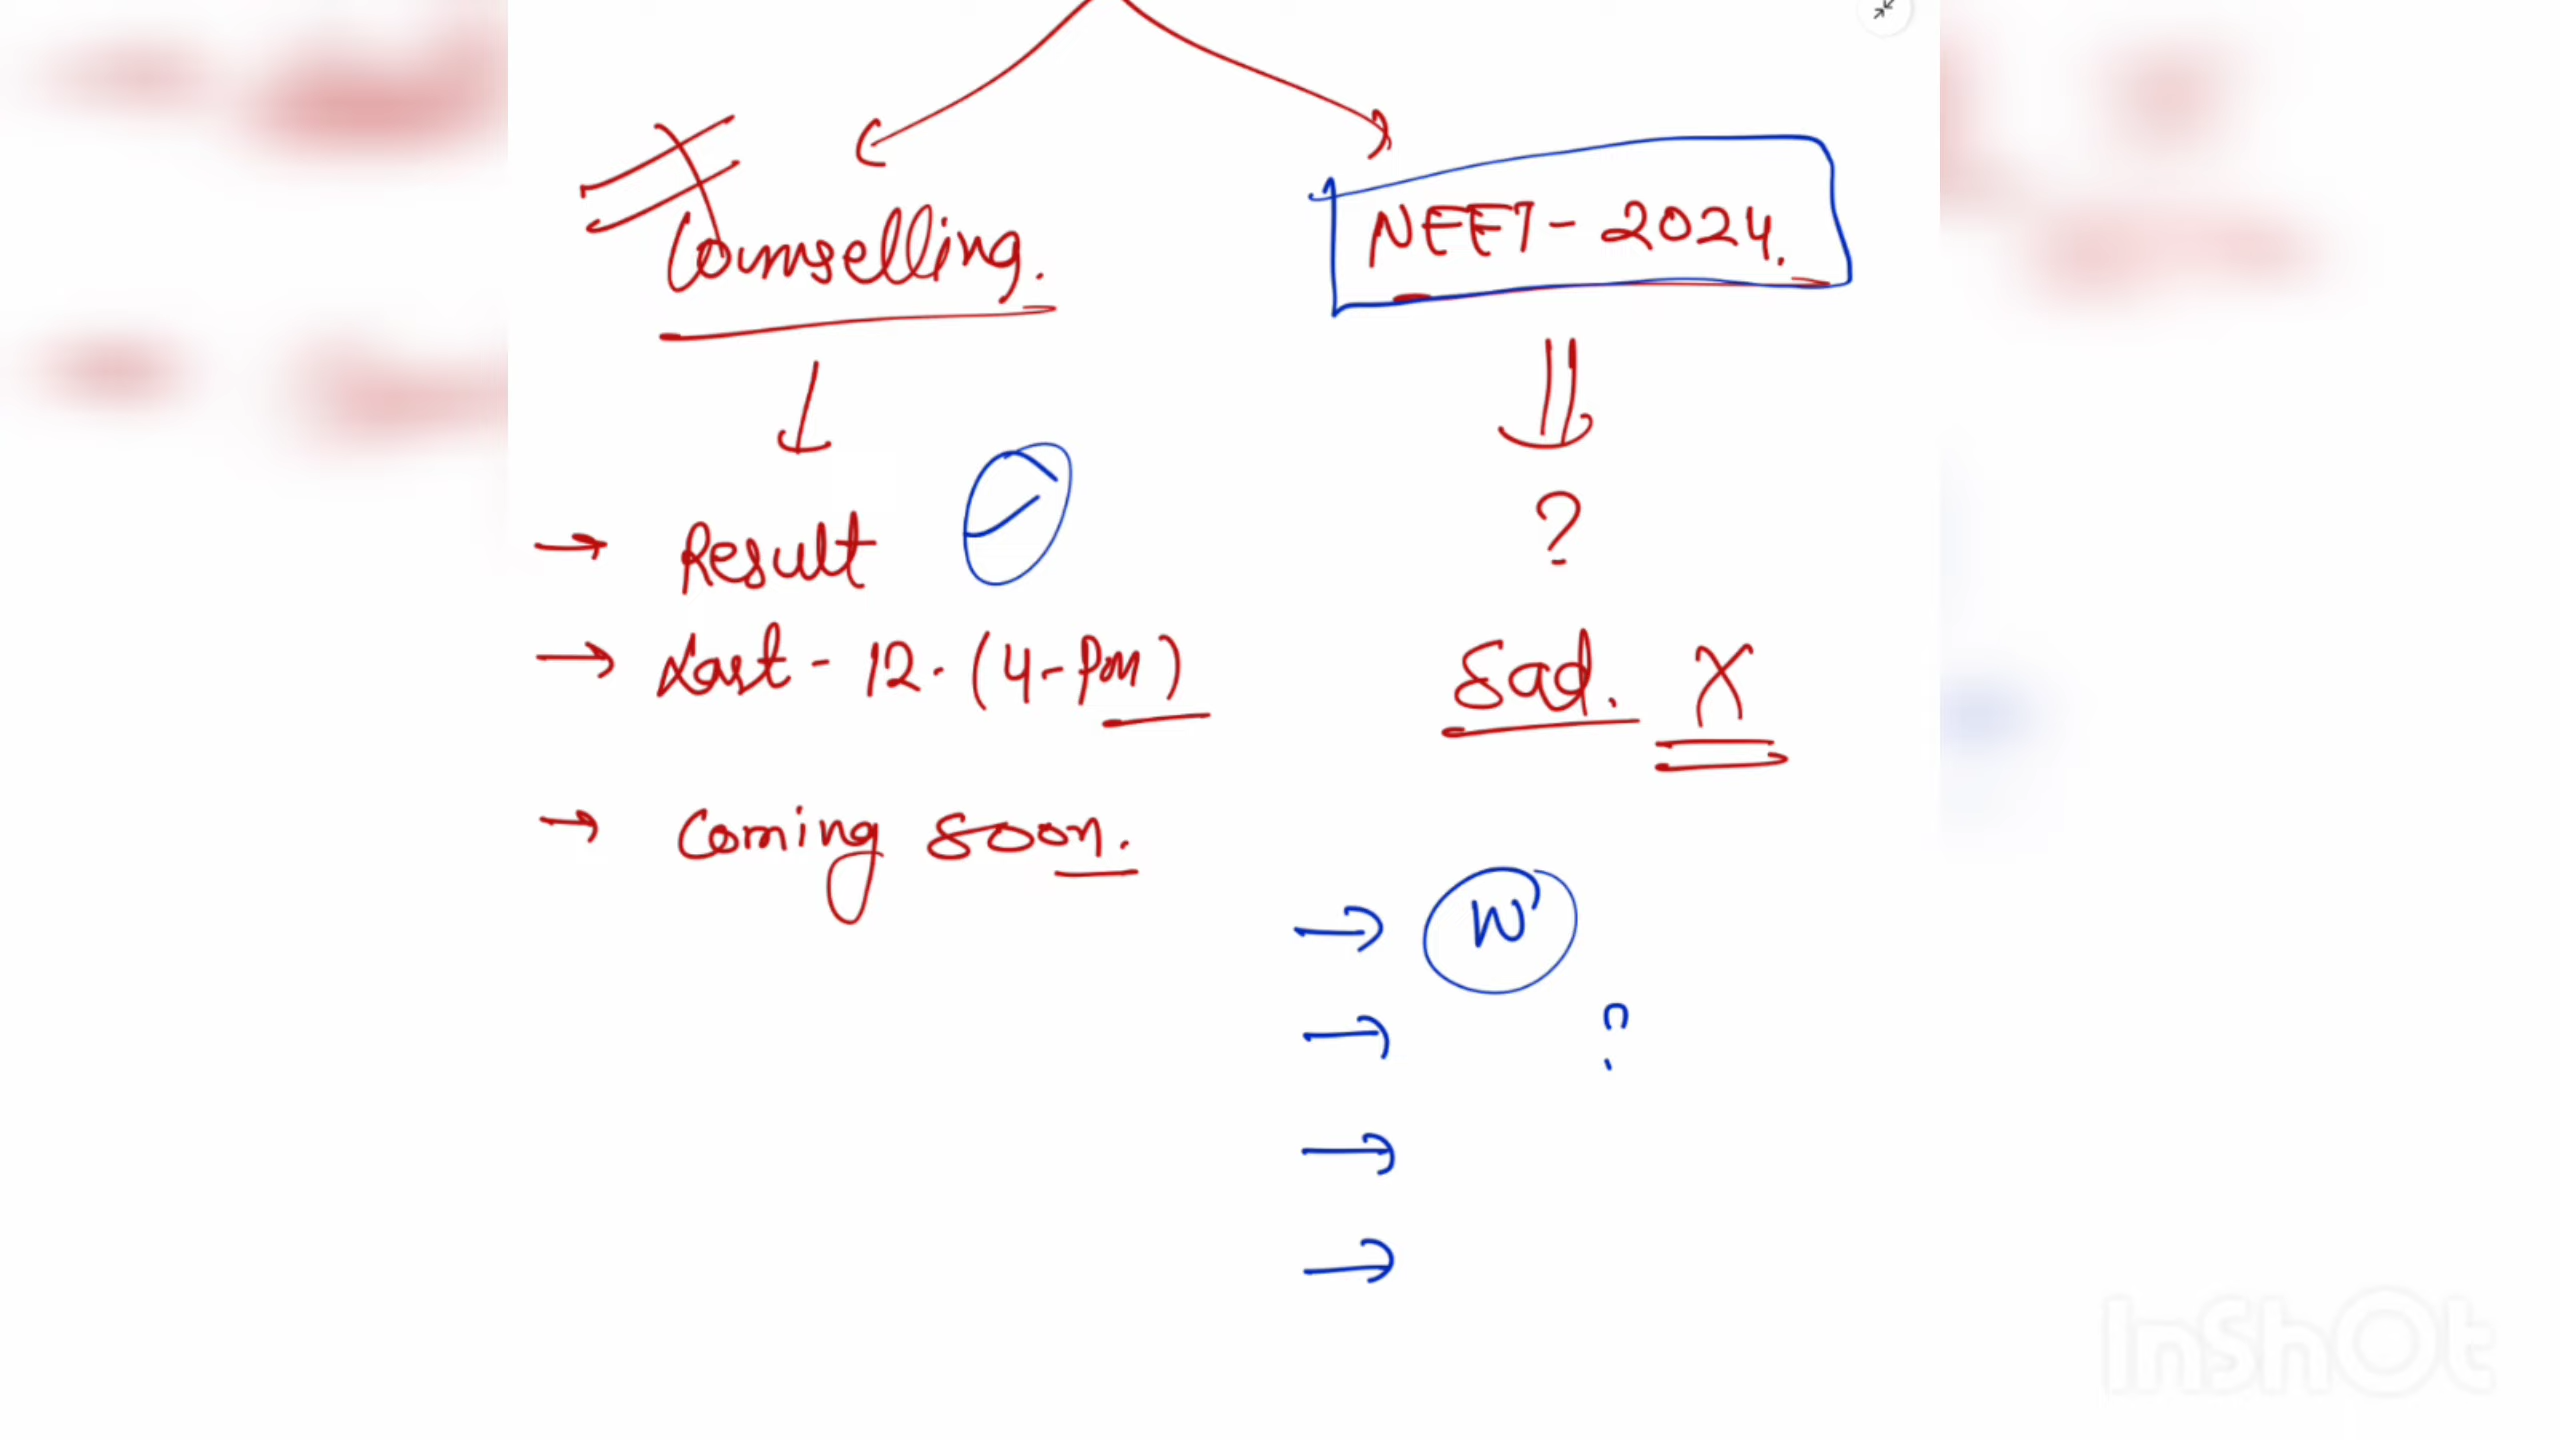 Counselling.
NEET - 2024.
?
→ Result
→ Last - 12. (4 - PM)
Sad. X
→ Coming soon.
→ W
→ ?
→
→
InShOt